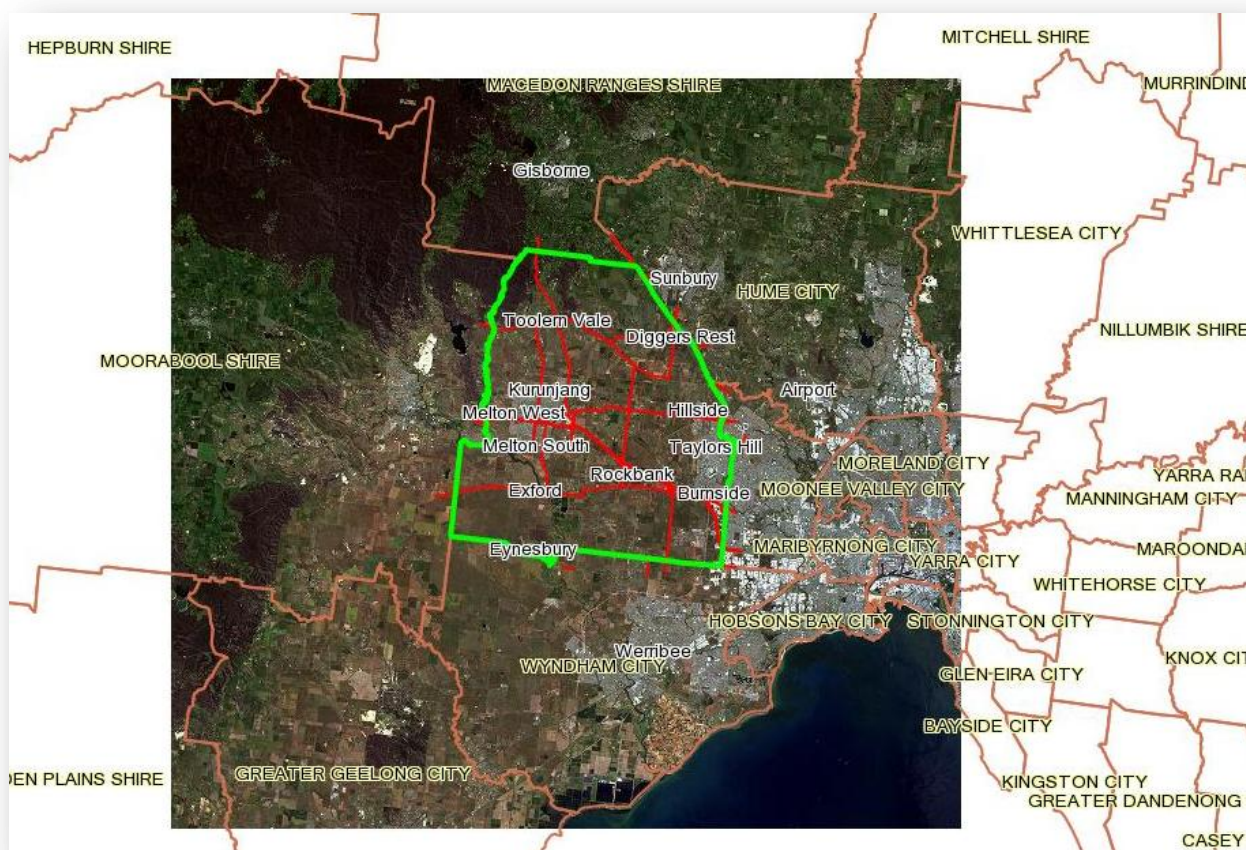 HEPBURN SHIRE
MITCHELL SHIRE
MACEDON RANGES SHIRE
MURRINDIND
Gisborne
WHITTLESEA CITY
Sunbury
HUME CITY
Toolern Vale
NILLUMBIK SHIRE
Diggers Rest
MOORABOOL SHIRE
Kurunjang
Airport
Melton West
Hillside
Melton South
Taylors Hill
MORELAND CITY
Rockbank
YARRA RA
Exford
Burnside
MOONEE VALLEY CITY
MANNINGHAM CITY
Eynesbury
MARIBYRNONG CITY
MAROONDA
YARRA CITY
WHITEHORSE CITY
HOBSONS BAY CITY
STONNINGTON CITY
Werribee
KNOX CIT
WYNDHAM CITY
GLEN EIRA CITY
BAYSIDE CITY
DEN PLAINS SHIRE
GREATER GEELONG CITY
KINGSTON CITY
GREATER DANDENONG
CASEY